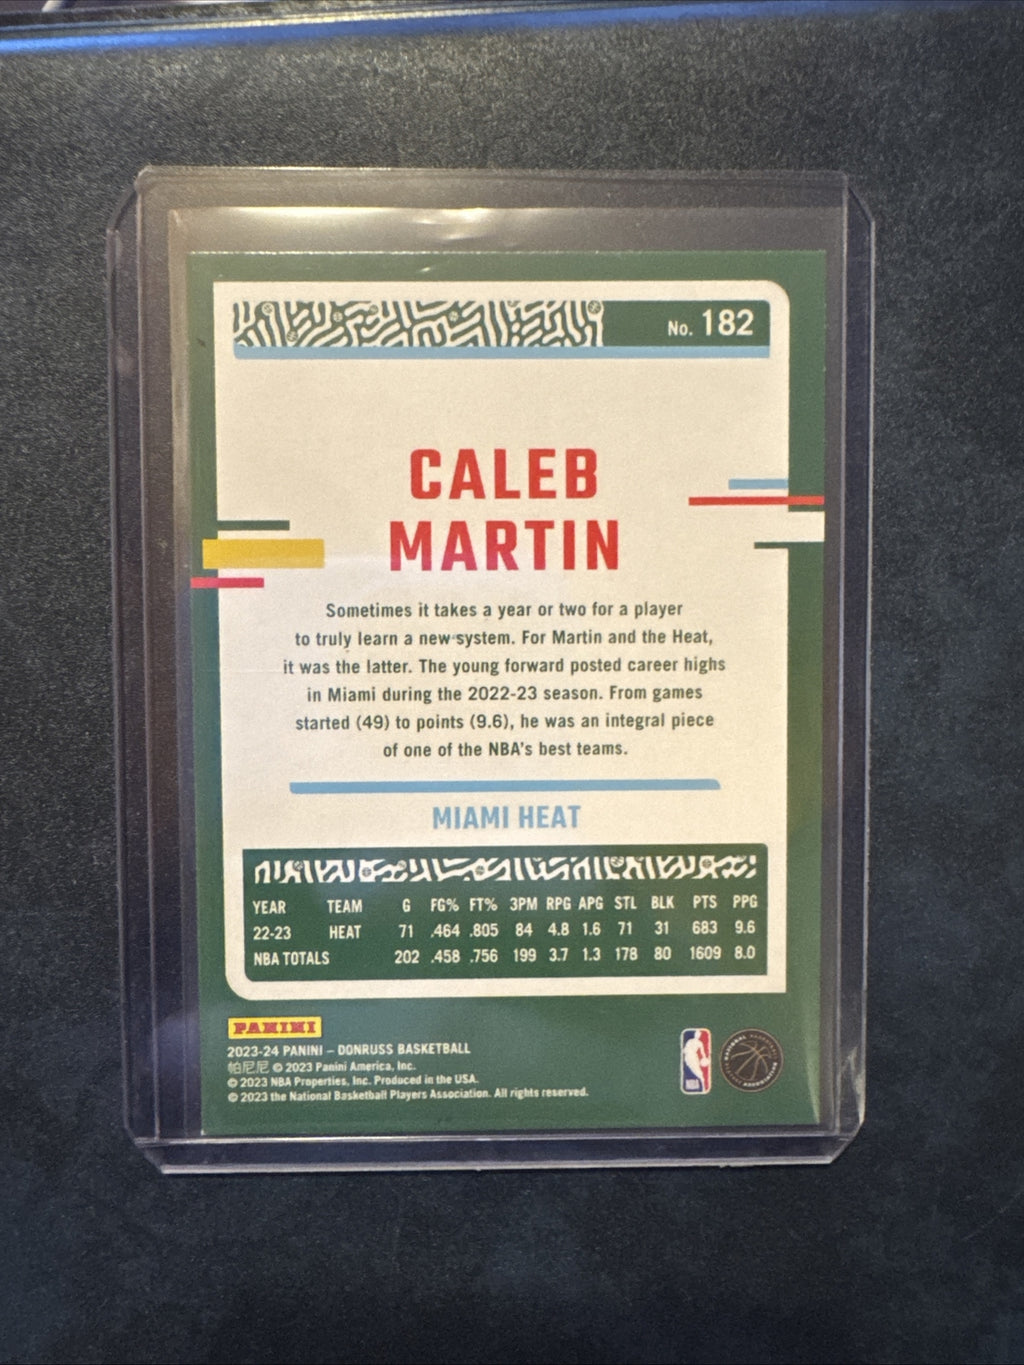 No. 182
CALEB
MARTIN
Sometimes it takes a year or two for a player
to truly learn a new system. For Martin and the Heat,
it was the latter. The young forward posted career highs
in Miami during the 2022-23 season. From games
started (49) to points (9.6), he was an integral piece
of one of the NBA's best teams.
MIAMI HEAT
YEAR TEAM G FG% FT% 3PM RPG APG STL BLK PTS PPG
22-23 HEAT 71 .464 .805 84 4.8 1.6 71 31 683 9.6
NBA TOTALS 202 .458 .756 199 3.7 1.3 178 80 1609 8.0
PANINI
2023-24 PANINI – DONRUSS BASKETBALL
帕尼尼 © 2023 Panini America, Inc.
© 2023 NBA Properties, Inc. Produced in the USA.
© 2023 the National Basketball Players Association. All rights reserved.
NBA
NATIONAL BASKETBALL PLAYERS ASSOCIATION